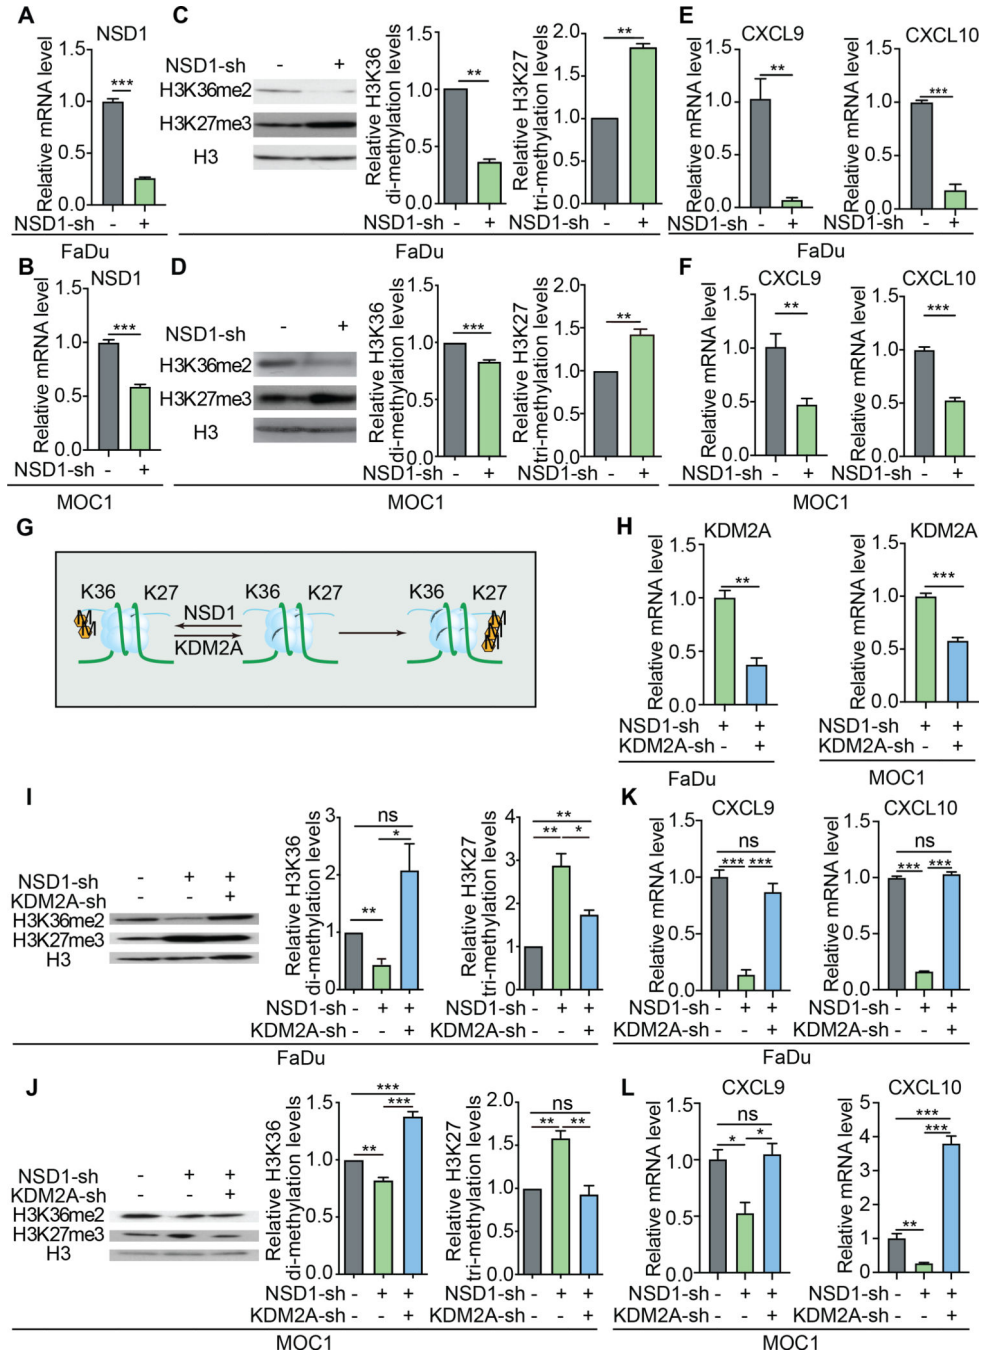 A
NSD1
Relative mRNA level
1.5
1.0
0.5
0.0
***
NSD1-sh - +
FaDu
B
NSD1
Relative mRNA level
1.5
1.0
0.5
0.0
***
NSD1-sh - +
MOC1
C
NSD1-sh - +
H3K36me2
H3K27me3
H3
Relative H3K36
di-methylation levels
1.5
1.0
0.5
0.0
**
NSD1-sh - +
Relative H3K27
tri-methylation levels
2.0
1.5
1.0
0.5
0.0
**
NSD1-sh - +
FaDu
D
NSD1-sh - +
H3K36me2
H3K27me3
H3
Relative H3K36
di-methylation levels
1.5
1.0
0.5
0.0
***
NSD1-sh - +
Relative H3K27
tri-methylation levels
2.0
1.5
1.0
0.5
0.0
**
NSD1-sh - +
MOC1
E
CXCL9
Relative mRNA level
1.5
1.0
0.5
0.0
**
NSD1-sh - +
CXCL10
Relative mRNA level
1.5
1.0
0.5
0.0
***
NSD1-sh - +
FaDu
F
CXCL9
Relative mRNA level
1.5
1.0
0.5
0.0
**
NSD1-sh - +
CXCL10
Relative mRNA level
1.5
1.0
0.5
0.0
***
NSD1-sh - +
MOC1
G
K36 K27 K36 K27 K36 K27
M
M
NSD1
KDM2A
M
M
M
H
KDM2A
Relative mRNA level
1.5
1.0
0.5
0.0
**
NSD1-sh + +
KDM2A-sh - +
FaDu
KDM2A
Relative mRNA level
1.5
1.0
0.5
0.0
***
NSD1-sh + +
KDM2A-sh - +
MOC1
I
NSD1-sh - + +
KDM2A-sh - - +
H3K36me2
H3K27me3
H3
Relative H3K36
di-methylation levels
3
2
1
0
ns
*
**
NSD1-sh - + +
KDM2A-sh - - +
Relative H3K27
tri-methylation levels
4
3
2
1
0
**
** *
NSD1-sh - + +
KDM2A-sh - - +
FaDu
J
NSD1-sh - + +
KDM2A-sh - - +
H3K36me2
H3K27me3
H3
Relative H3K36
di-methylation levels
1.5
1.0
0.5
0.0
***
***
**
NSD1-sh - + +
KDM2A-sh - - +
Relative H3K27
tri-methylation levels
2.0
1.5
1.0
0.5
0.0
ns
** **
NSD1-sh - + +
KDM2A-sh - - +
MOC1
K
CXCL9
Relative mRNA level
1.5
1.0
0.5
0.0
ns
*** ***
NSD1-sh - + +
KDM2A-sh - - +
CXCL10
Relative mRNA level
1.5
1.0
0.5
0.0
ns
*** ***
NSD1-sh - + +
KDM2A-sh - - +
FaDu
L
CXCL9
Relative mRNA level
1.5
1.0
0.5
0.0
ns
* *
NSD1-sh - + +
KDM2A-sh - - +
CXCL10
Relative mRNA level
5
4
3
2
1
0
***
***
**
NSD1-sh - + +
KDM2A-sh - - +
MOC1